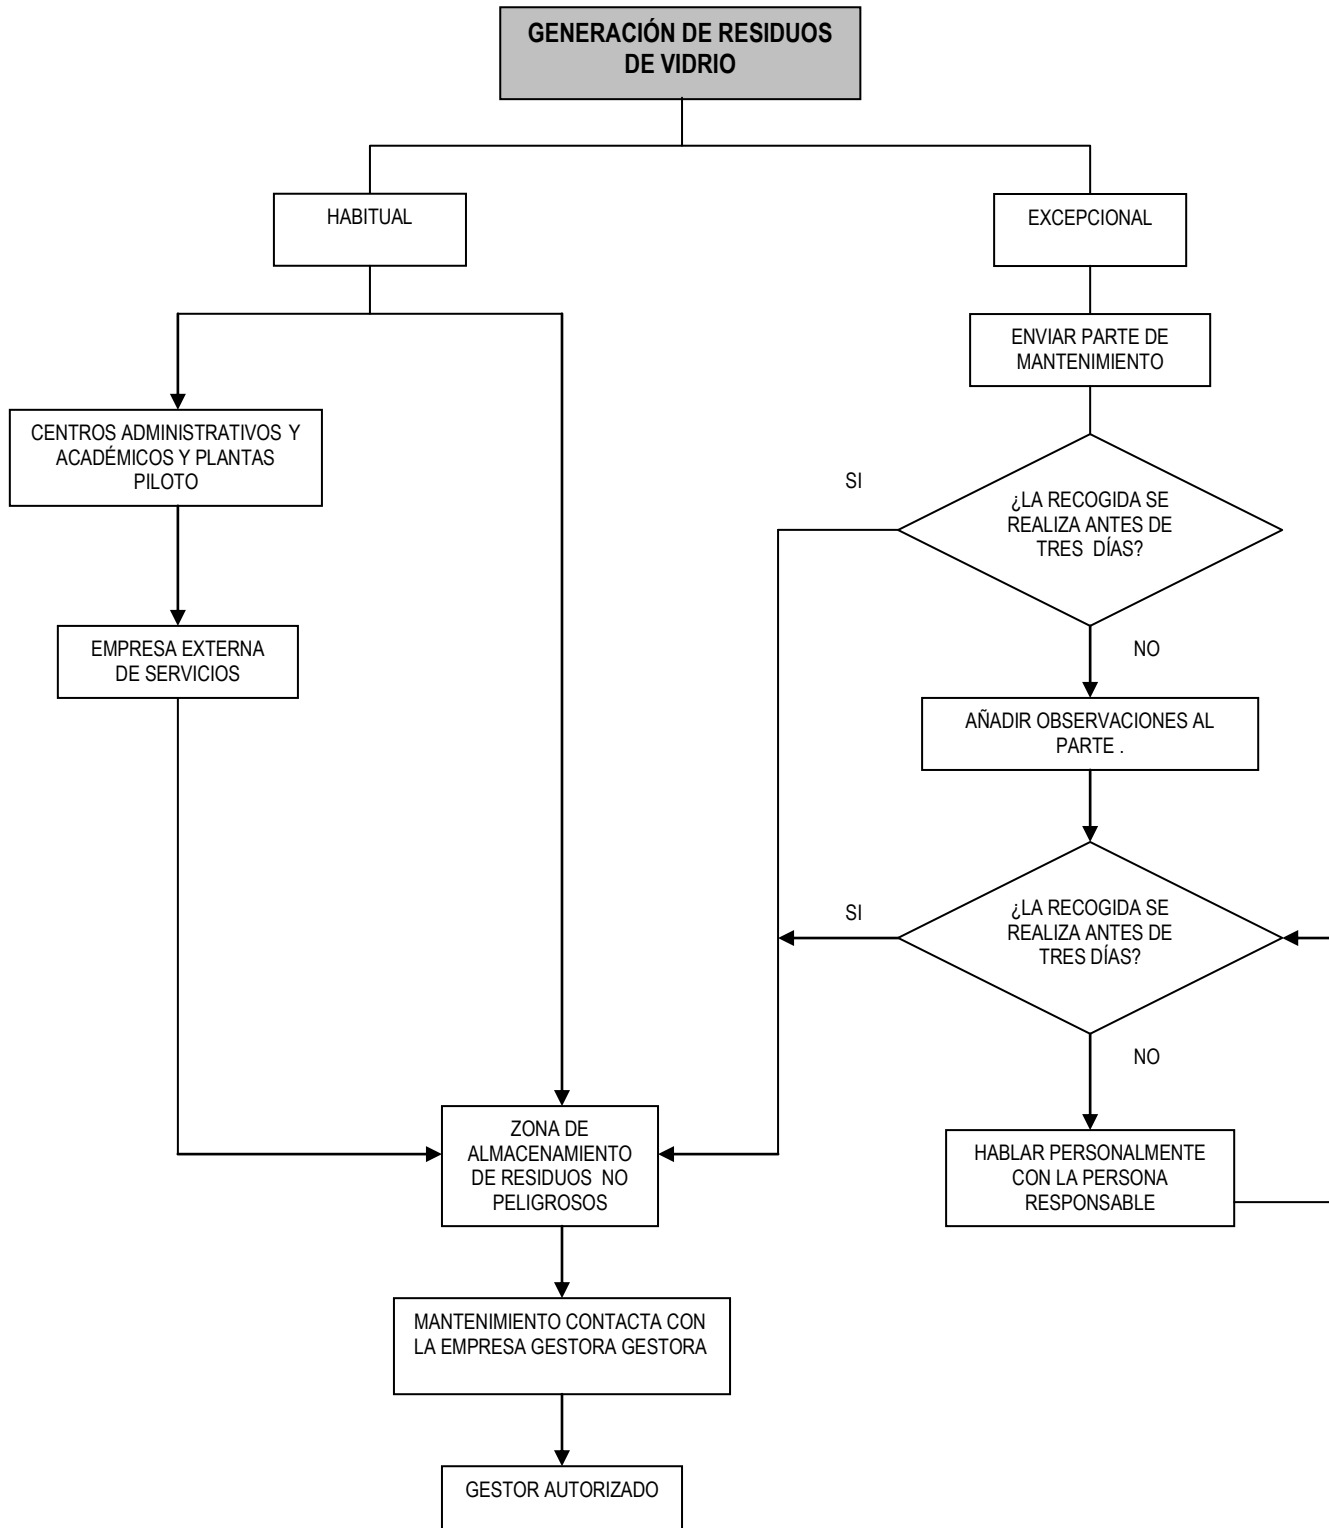 GENERACIÓN DE RESIDUOS
DE VIDRIO
HABITUAL
EXCEPCIONAL
ENVIAR PARTE DE
MANTENIMIENTO
CENTROS ADMINISTRATIVOS Y
ACADÉMICOS Y PLANTAS
PILOTO
SI
¿LA RECOGIDA SE
REALIZA ANTES DE
TRES DÍAS?
EMPRESA EXTERNA
DE SERVICIOS
NO
AÑADIR OBSERVACIONES AL
PARTE .
SI
¿LA RECOGIDA SE
REALIZA ANTES DE
TRES DÍAS?
NO
ZONA DE
ALMACENAMIENTO
DE RESIDUOS NO
PELIGROSOS
HABLAR PERSONALMENTE
CON LA PERSONA
RESPONSABLE
MANTENIMIENTO CONTACTA CON
LA EMPRESA GESTORA GESTORA
GESTOR AUTORIZADO